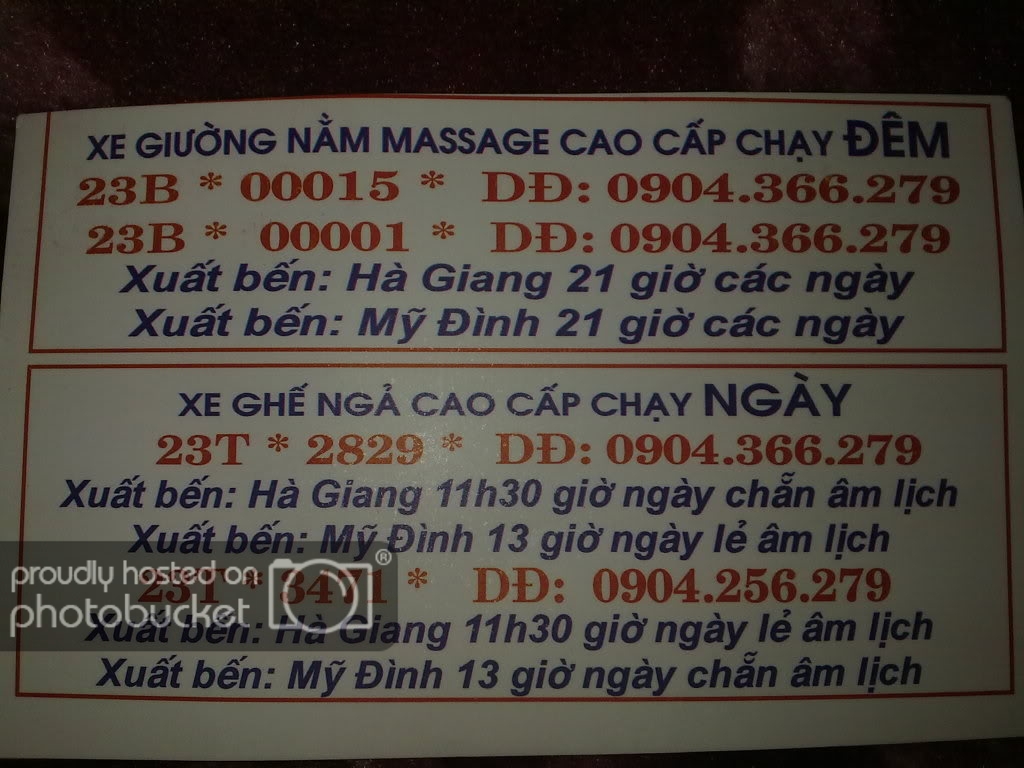 XE GIƯỜNG NẰM MASSAGE CAO CẤP CHẠY ĐÊM
23B * 00015 * DĐ: 0904.366.279
23B * 00001 * DĐ: 0904.366.279
Xuất bến: Hà Giang 21 giờ các ngày
Xuất bến: Mỹ Đình 21 giờ các ngày
XE GHẾ NGẢ CAO CẤP CHẠY NGÀY
23T * 2829 * DĐ: 0904.366.279
Xuất bến: Hà Giang 11h30 giờ ngày chẵn âm lịch
Xuất bến: Mỹ Đình 13 giờ ngày lẻ âm lịch
23T * 3471 * DĐ: 0904.256.279
Xuất bến: Hà Giang 11h30 giờ ngày lẻ âm lịch
Xuất bến: Mỹ Đình 13 giờ ngày chẵn âm lịch
proudly hosted on
photobucket ®